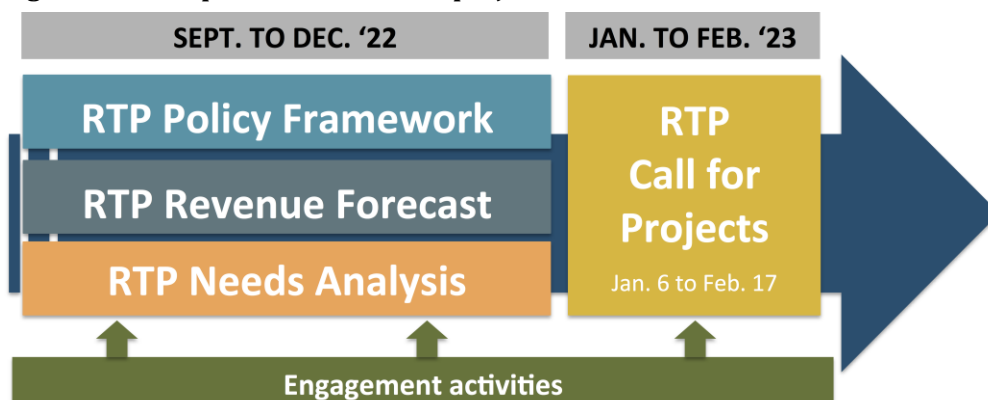 SEPT. TO DEC. ‘22
JAN. TO FEB. ‘23
RTP Policy Framework
RTP Revenue Forecast
RTP Needs Analysis
RTP
Call for
Projects
Jan. 6 to Feb. 17
Engagement activities